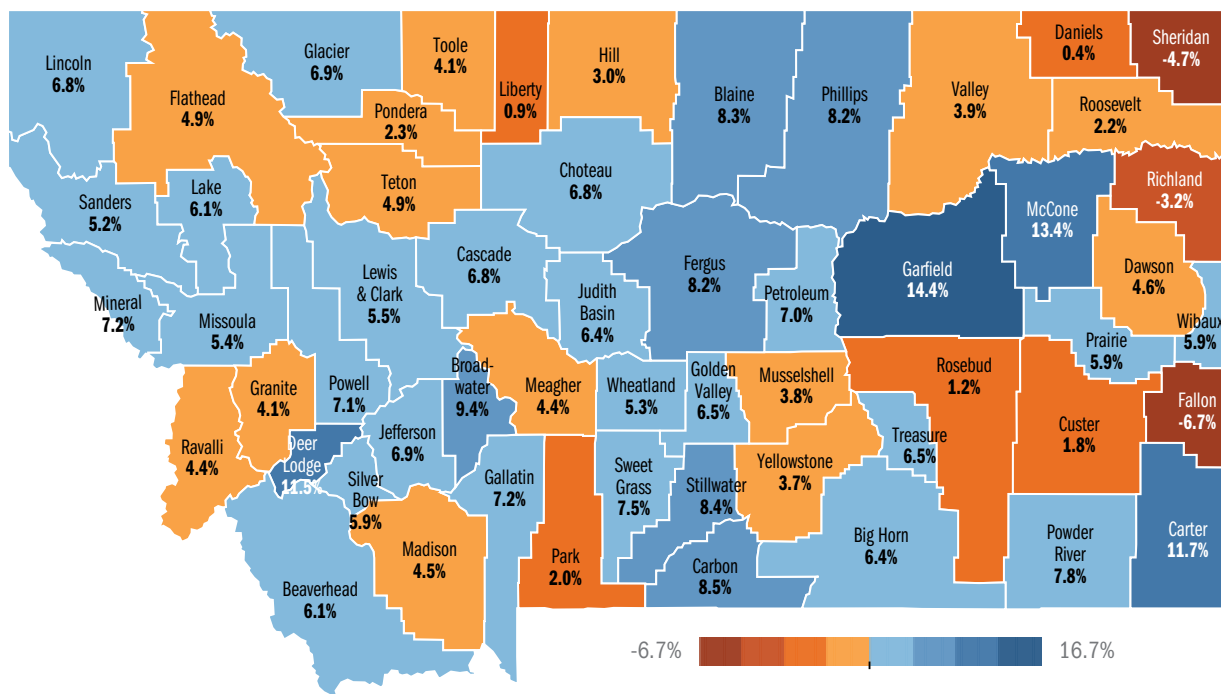 Lincoln
6.8%
Flathead
4.9%
Glacier
6.9%
Toole
4.1%
Liberty
0.9%
Hill
3.0%
Blaine
8.3%
Phillips
8.2%
Valley
3.9%
Daniels
0.4%
Sheridan
-4.7%
Roosevelt
2.2%
Pondera
2.3%
Teton
4.9%
Choteau
6.8%
Richland
-3.2%
McCone
13.4%
Garfield
14.4%
Dawson
4.6%
Wibaux
5.9%
Prairie
5.9%
Sanders
5.2%
Lake
6.1%
Mineral
7.2%
Missoula
5.4%
Lewis
& Clark
5.5%
Cascade
6.8%
Judith
Basin
6.4%
Fergus
8.2%
Petroleum
7.0%
Granite
4.1%
Powell
7.1%
Broad-
water
9.4%
Meagher
4.4%
Wheatland
5.3%
Golden
Valley
6.5%
Musselshell
3.8%
Rosebud
1.2%
Custer
1.8%
Fallon
-6.7%
Ravalli
4.4%
Deer
Lodge
11.5%
Jefferson
6.9%
Silver
Bow
5.9%
Gallatin
7.2%
Sweet
Grass
7.5%
Stillwater
8.4%
Yellowstone
3.7%
Treasure
6.5%
Beaverhead
6.1%
Madison
4.5%
Park
2.0%
Carbon
8.5%
Big Horn
6.4%
Powder
River
7.8%
Carter
11.7%
-6.7%
16.7%